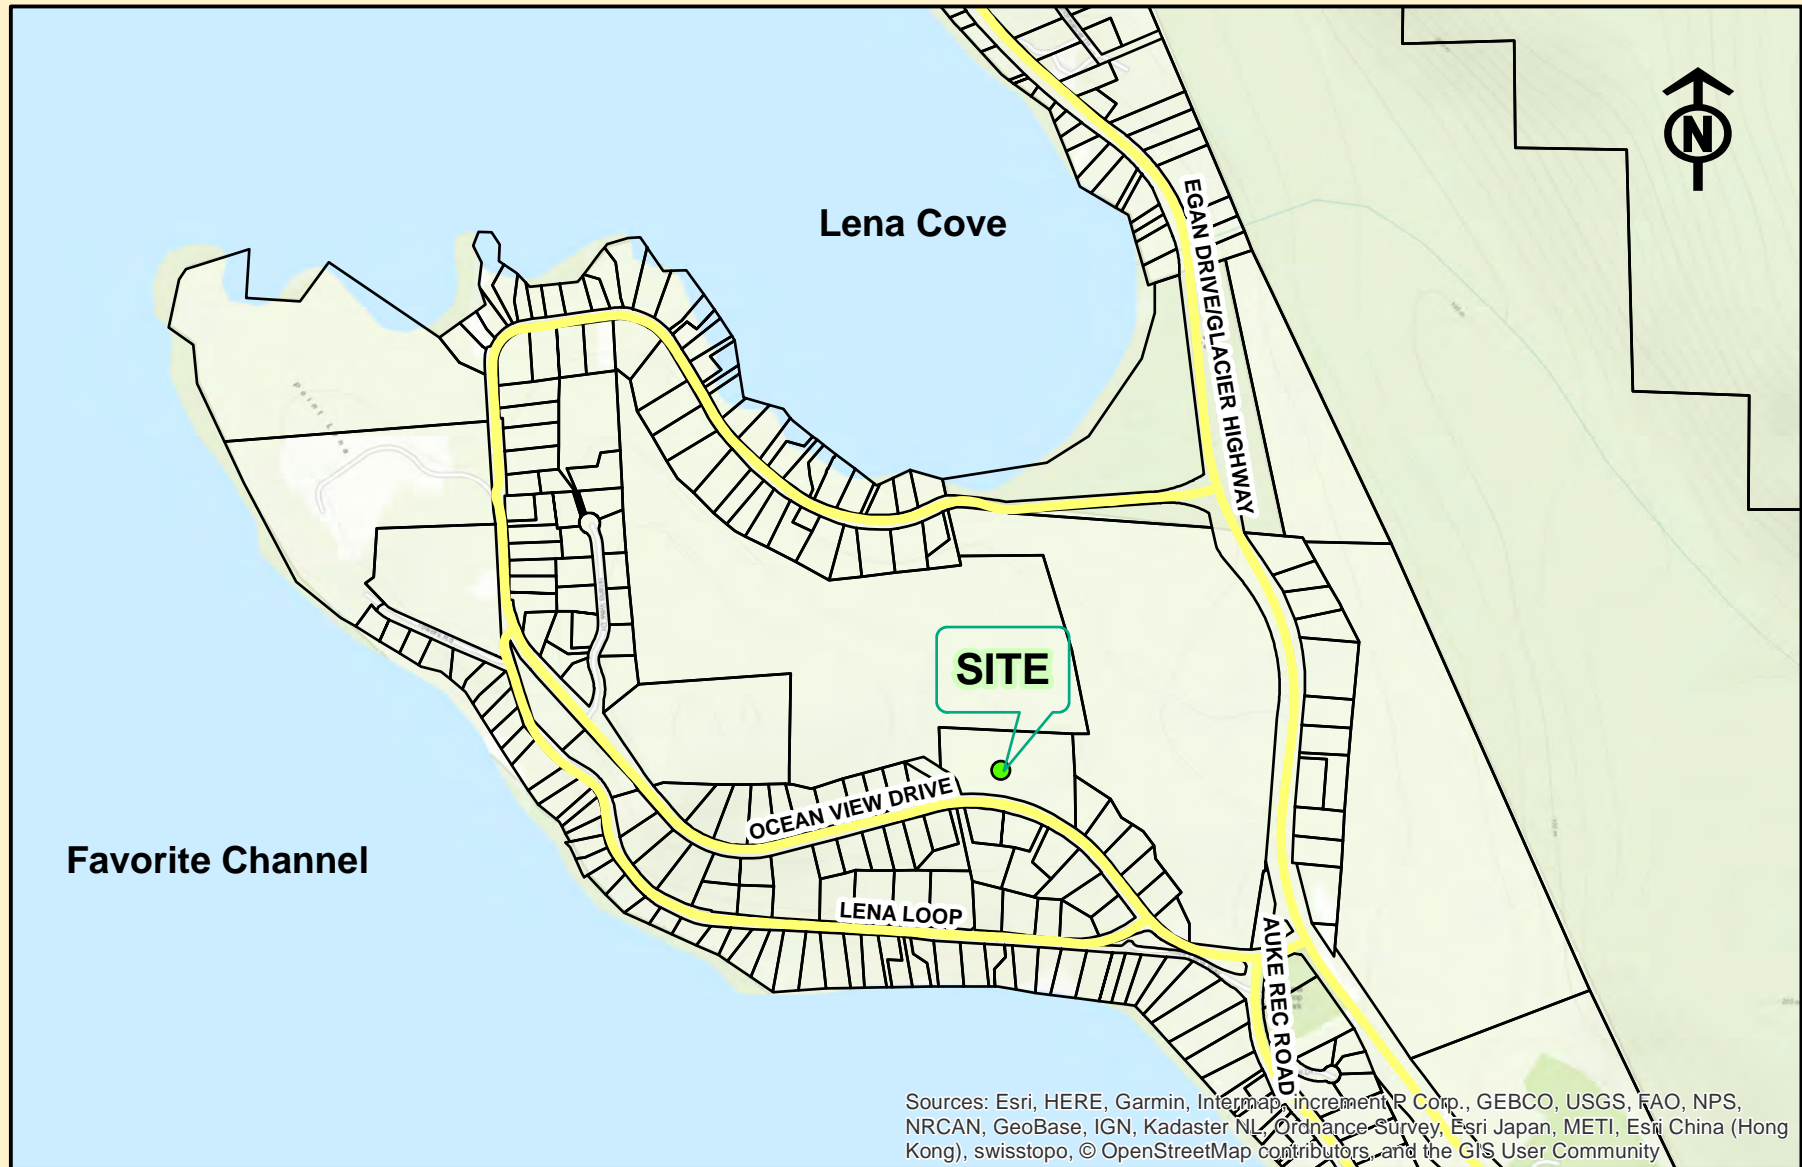 N
Lena Cove
EGAN DRIVE/GLACIER HIGHWAY
Point Lena
SITE
OCEAN VIEW DRIVE
Favorite Channel
LENA LOOP
AUKE REC ROAD
Sources: Esri, HERE, Garmin, Intermap, increment P Corp., GEBCO, USGS, FAO, NPS,
NRCAN, GeoBase, IGN, Kadaster NL, Ordnance Survey, Esri Japan, METI, Esri China (Hong
Kong), swisstopo, © OpenStreetMap contributors, and the GIS User Community